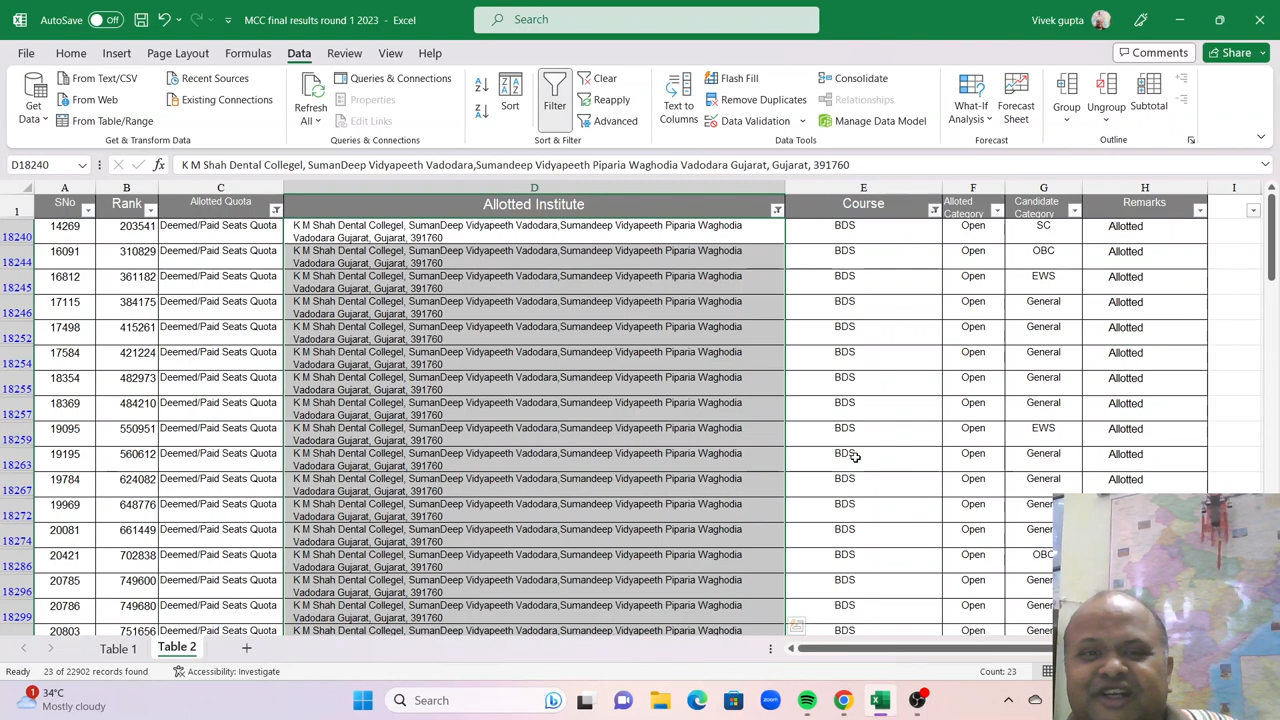 AutoSave Off MCC final results round 1 2023 - Excel Search Vivek gupta
File Home Insert Page Layout Formulas Data Review View Help Comments Share
Get Data From Text/CSV From Web From Table/Range Recent Sources Existing Connections
Refresh All Queries & Connections Properties Edit Links
Sort Filter Clear Reapply Advanced
Text to Columns Flash Fill Remove Duplicates Data Validation Consolidate Relationships Manage Data Model
What-If Analysis Forecast Sheet Group Ungroup Subtotal
Get & Transform Data Queries & Connections Sort & Filter Data Tools Forecast Outline
D18240 fx K M Shah Dental Collegel, SumanDeep Vidyapeeth Vadodara,Sumandeep Vidyapeeth Piparia Waghodia Vadodara Gujarat, Gujarat, 391760
A B C D E F G H I
1 SNo Rank Allotted Quota Allotted Institute Course Alloted Category Candidate Category Remarks
18240 14269 203541 Deemed/Paid Seats Quota K M Shah Dental Collegel, SumanDeep Vidyapeeth Vadodara,Sumandeep Vidyapeeth Piparia Waghodia BDS Open SC Allotted
Vadodara Gujarat, Gujarat, 391760
18244 16091 310829 Deemed/Paid Seats Quota K M Shah Dental Collegel, SumanDeep Vidyapeeth Vadodara,Sumandeep Vidyapeeth Piparia Waghodia BDS Open OBC Allotted
Vadodara Gujarat, Gujarat, 391760
18245 16812 361182 Deemed/Paid Seats Quota K M Shah Dental Collegel, SumanDeep Vidyapeeth Vadodara,Sumandeep Vidyapeeth Piparia Waghodia BDS Open EWS Allotted
Vadodara Gujarat, Gujarat, 391760
18246 17115 384175 Deemed/Paid Seats Quota K M Shah Dental Collegel, SumanDeep Vidyapeeth Vadodara,Sumandeep Vidyapeeth Piparia Waghodia BDS Open General Allotted
Vadodara Gujarat, Gujarat, 391760
18252 17498 415261 Deemed/Paid Seats Quota K M Shah Dental Collegel, SumanDeep Vidyapeeth Vadodara,Sumandeep Vidyapeeth Piparia Waghodia BDS Open General Allotted
Vadodara Gujarat, Gujarat, 391760
18254 17584 421224 Deemed/Paid Seats Quota K M Shah Dental Collegel, SumanDeep Vidyapeeth Vadodara,Sumandeep Vidyapeeth Piparia Waghodia BDS Open General Allotted
Vadodara Gujarat, Gujarat, 391760
18255 18354 482973 Deemed/Paid Seats Quota K M Shah Dental Collegel, SumanDeep Vidyapeeth Vadodara,Sumandeep Vidyapeeth Piparia Waghodia BDS Open General Allotted
Vadodara Gujarat, Gujarat, 391760
18257 18369 484210 Deemed/Paid Seats Quota K M Shah Dental Collegel, SumanDeep Vidyapeeth Vadodara,Sumandeep Vidyapeeth Piparia Waghodia BDS Open General Allotted
Vadodara Gujarat, Gujarat, 391760
18259 19095 550951 Deemed/Paid Seats Quota K M Shah Dental Collegel, SumanDeep Vidyapeeth Vadodara,Sumandeep Vidyapeeth Piparia Waghodia BDS Open EWS Allotted
Vadodara Gujarat, Gujarat, 391760
18263 19195 560612 Deemed/Paid Seats Quota K M Shah Dental Collegel, SumanDeep Vidyapeeth Vadodara,Sumandeep Vidyapeeth Piparia Waghodia BDS Open General Allotted
Vadodara Gujarat, Gujarat, 391760
18267 19784 624082 Deemed/Paid Seats Quota K M Shah Dental Collegel, SumanDeep Vidyapeeth Vadodara,Sumandeep Vidyapeeth Piparia Waghodia BDS Open General Allotted
Vadodara Gujarat, Gujarat, 391760
18272 19969 648776 Deemed/Paid Seats Quota K M Shah Dental Collegel, SumanDeep Vidyapeeth Vadodara,Sumandeep Vidyapeeth Piparia Waghodia BDS Open
Vadodara Gujarat, Gujarat, 391760
18274 20081 661449 Deemed/Paid Seats Quota K M Shah Dental Collegel, SumanDeep Vidyapeeth Vadodara,Sumandeep Vidyapeeth Piparia Waghodia BDS Open
Vadodara Gujarat, Gujarat, 391760
18286 20421 702838 Deemed/Paid Seats Quota K M Shah Dental Collegel, SumanDeep Vidyapeeth Vadodara,Sumandeep Vidyapeeth Piparia Waghodia BDS Open
Vadodara Gujarat, Gujarat, 391760
18296 20785 749600 Deemed/Paid Seats Quota K M Shah Dental Collegel, SumanDeep Vidyapeeth Vadodara,Sumandeep Vidyapeeth Piparia Waghodia BDS Open
Vadodara Gujarat, Gujarat, 391760
18299 20786 749680 Deemed/Paid Seats Quota K M Shah Dental Collegel, SumanDeep Vidyapeeth Vadodara,Sumandeep Vidyapeeth Piparia Waghodia BDS Open
Vadodara Gujarat, Gujarat, 391760
20803 751656 Deemed/Paid Seats Quota K M Shah Dental Collegel, SumanDeep Vidyapeeth Vadodara,Sumandeep Vidyapeeth Piparia Waghodia BDS Open
Table 1 Table 2
Ready 23 of 22902 records found Accessibility: Investigate Count: 23
1 34°C
Mostly cloudy
Search zoom